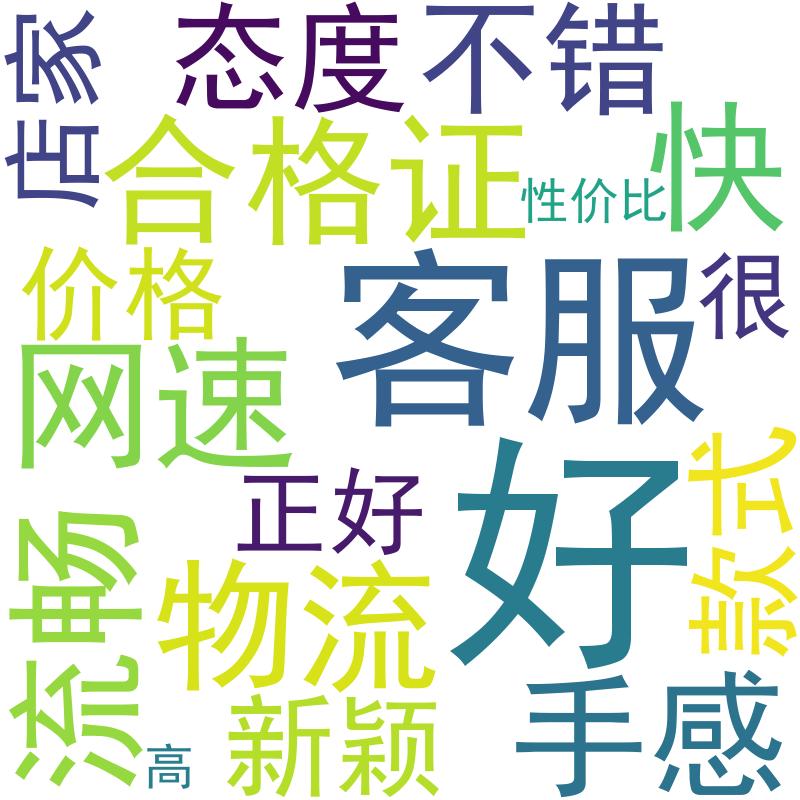 店家
态度
不错
合格证
性价比
快
价格
客服
很
网速
正好
好
款式
流畅
物流
新颖
手感
高